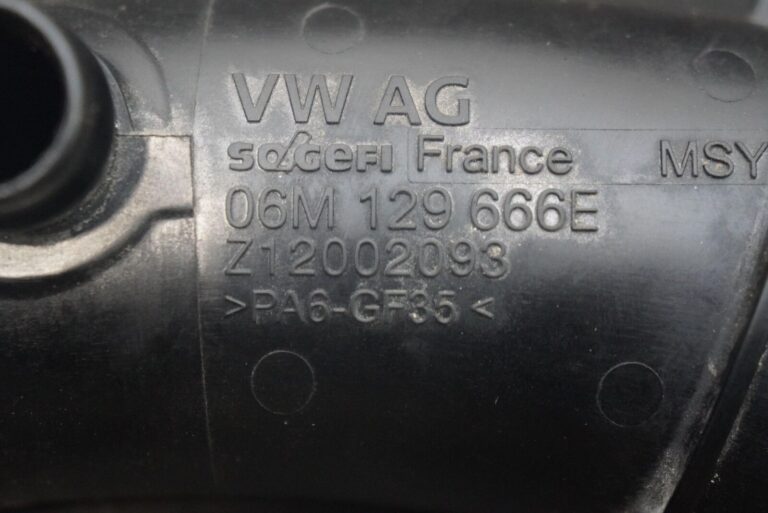 VW AG
SOGEFI France MSY
06M 129 666E
Z12002093
>PA6-GF35<